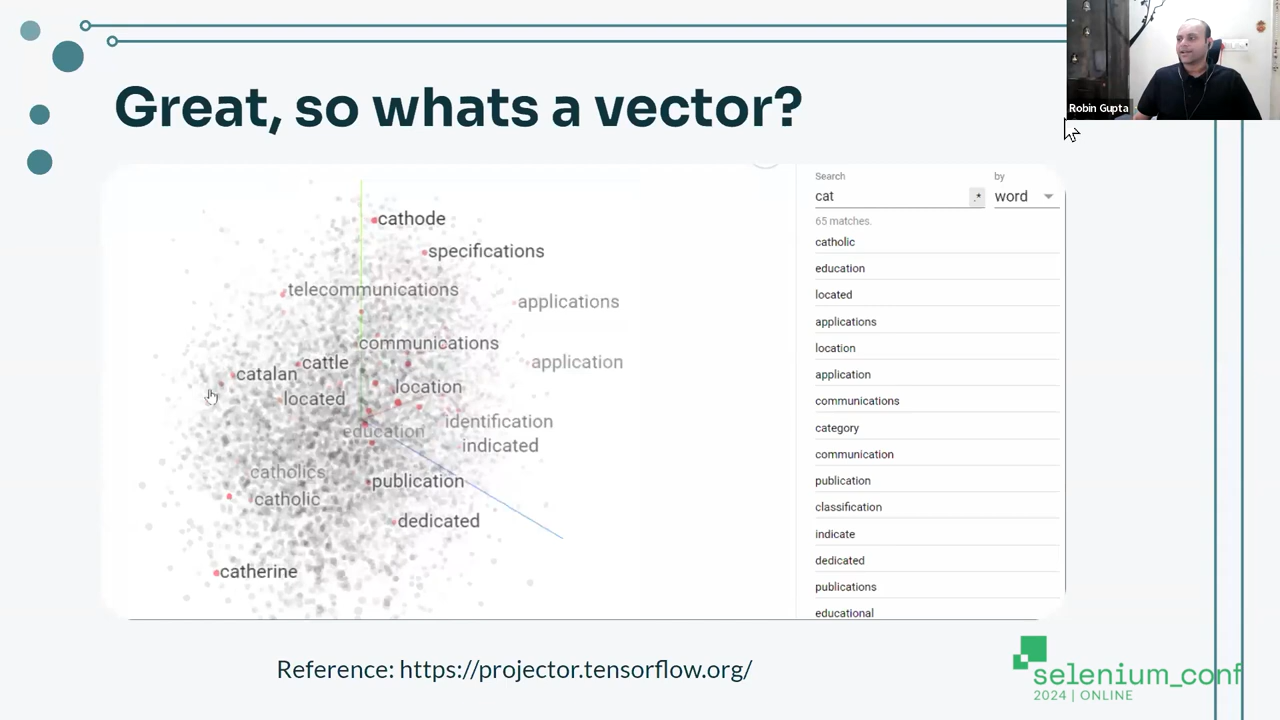 Great, so whats a vector?
Robin Gupta
cathode
specifications
telecommunications
applications
communications
cattle
application
catalan
location
located
identification
education
indicated
catholics
publication
catholic
dedicated
catherine
Search
by
cat
.*
word
65 matches.
catholic
education
located
applications
location
application
communications
category
communication
publication
classification
indicate
dedicated
publications
educational
Reference: https://projector.tensorflow.org/
selenium_conf
2024 | ONLINE